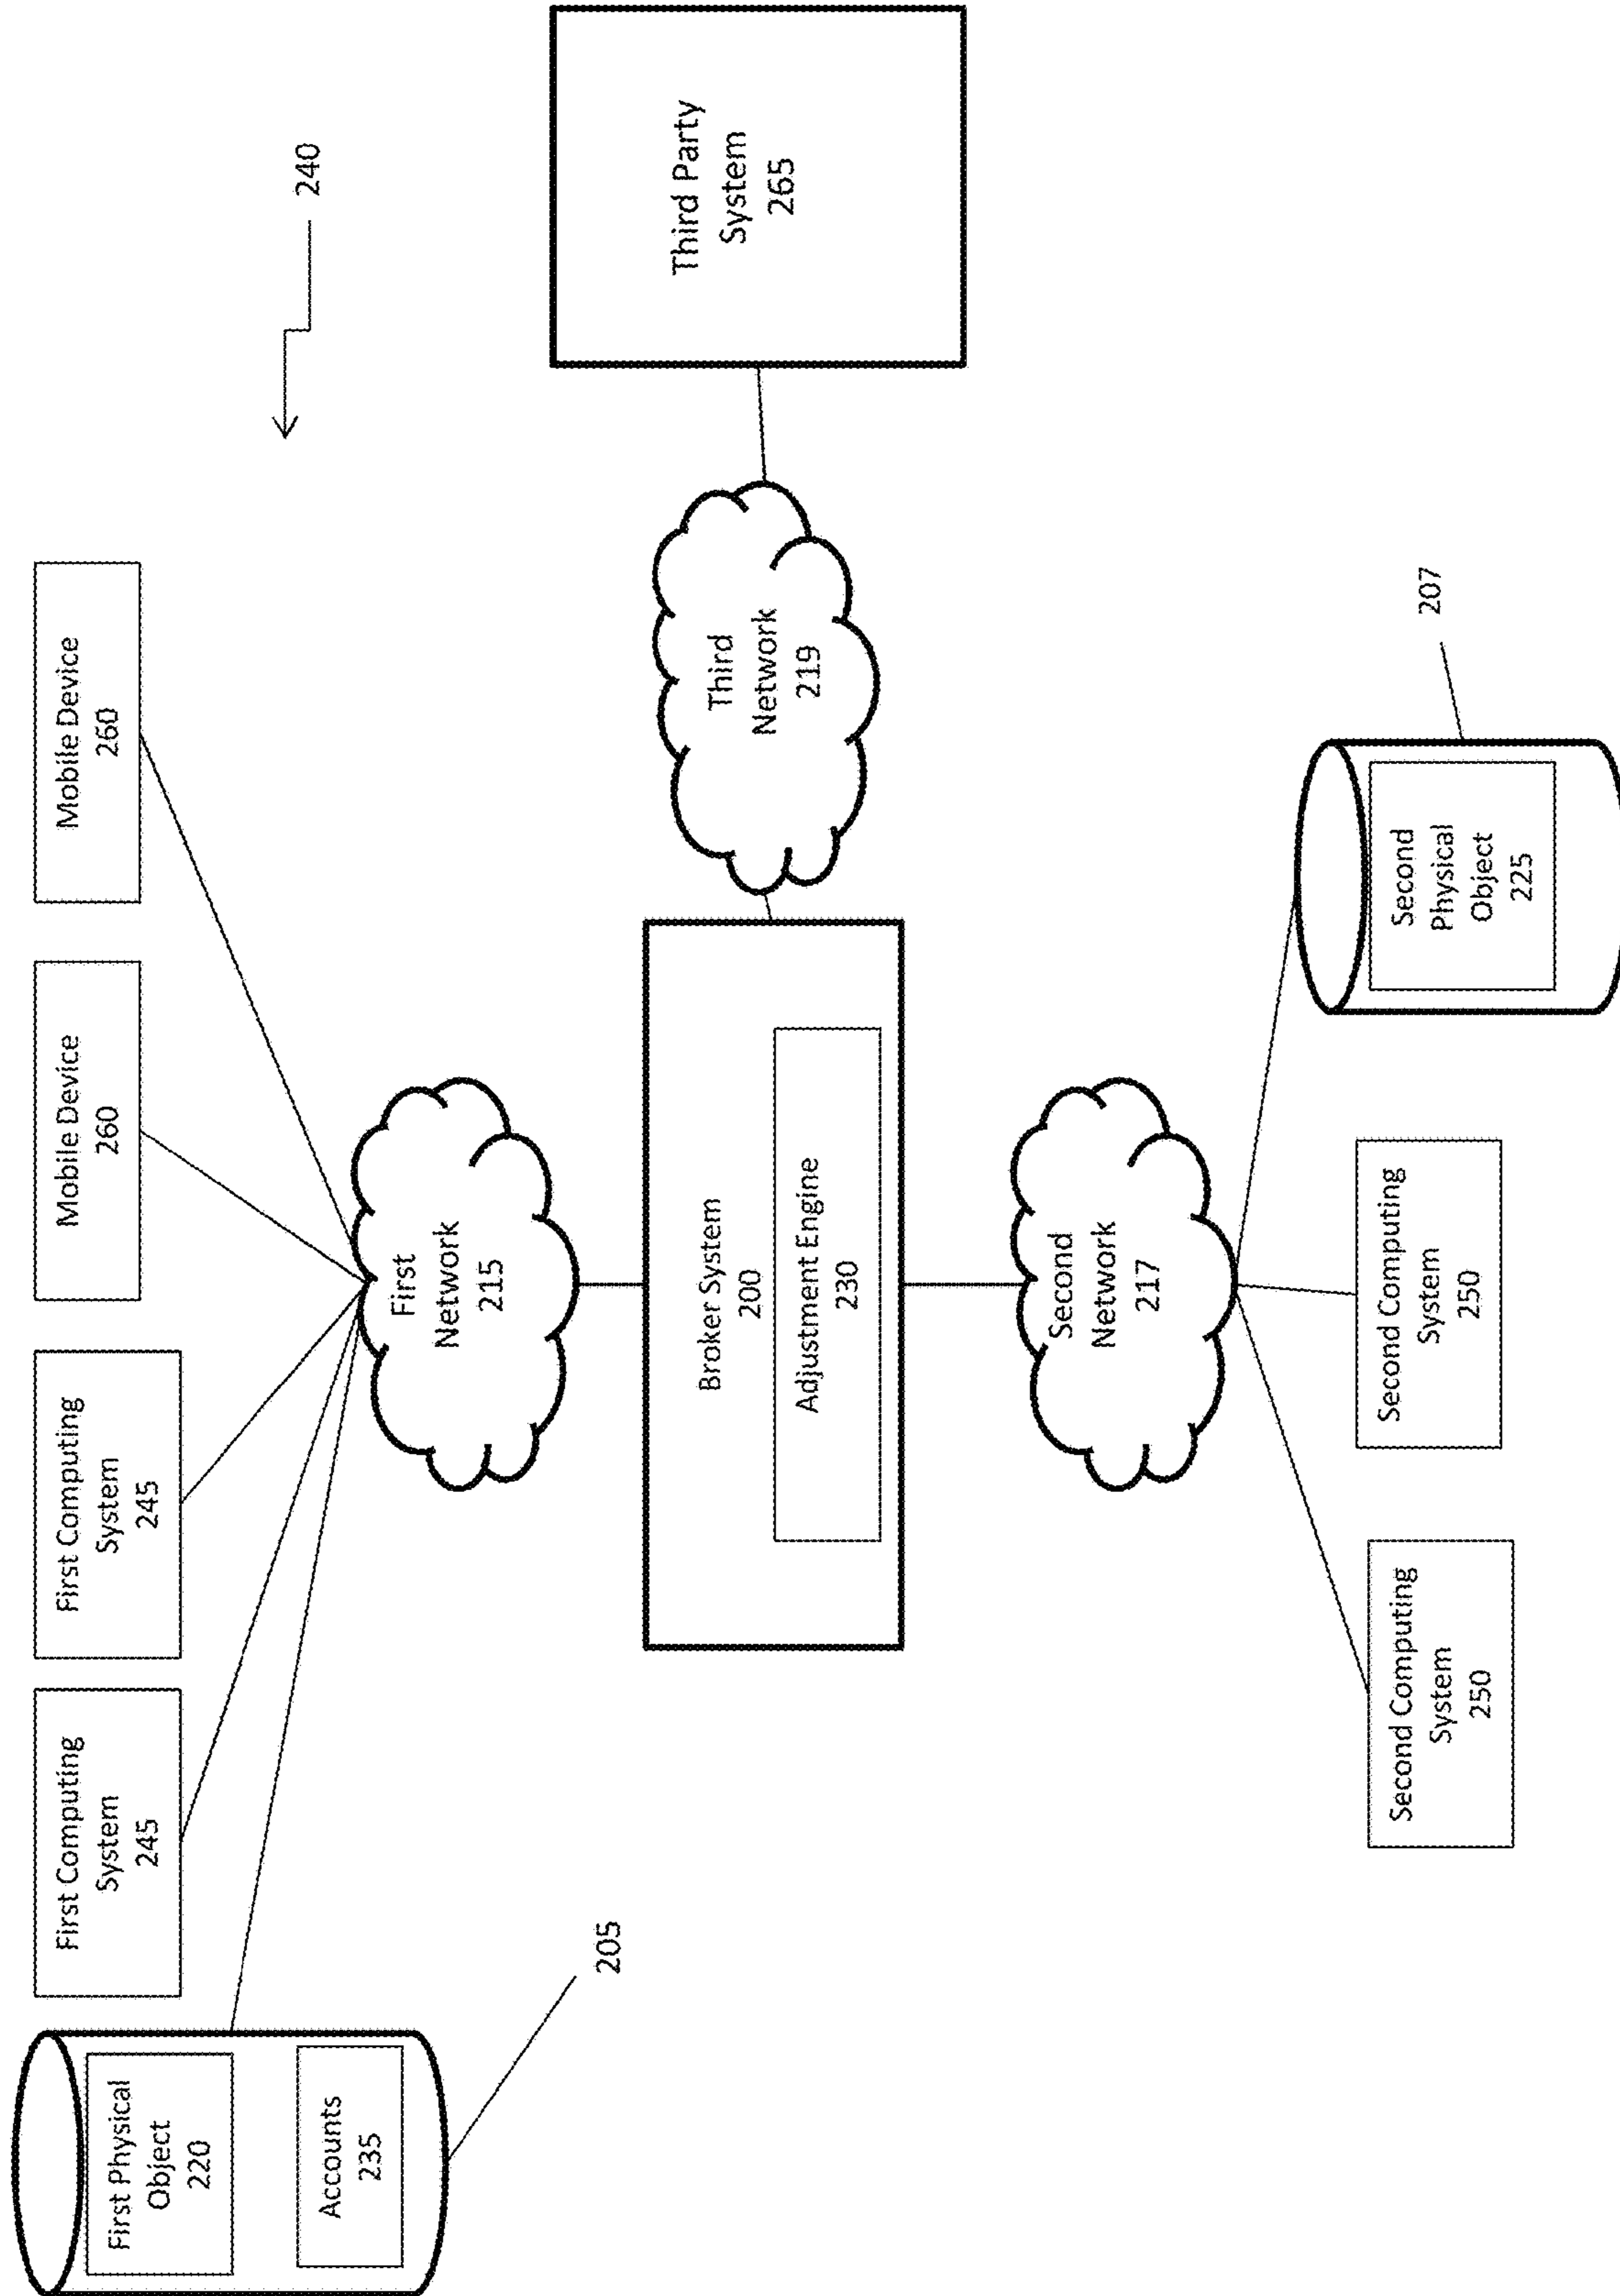 First Physical
Object
220
Accounts
235
205
First Computing
System
245
First Computing
System
245
Mobile Device
260
Mobile Device
260
240
First
Network
215
Broker System
200
Adjustment Engine
230
Third
Network
219
Third Party
System
265
Second
Network
217
Second Computing
System
250
Second Computing
System
250
Second
Physical
Object
225
207